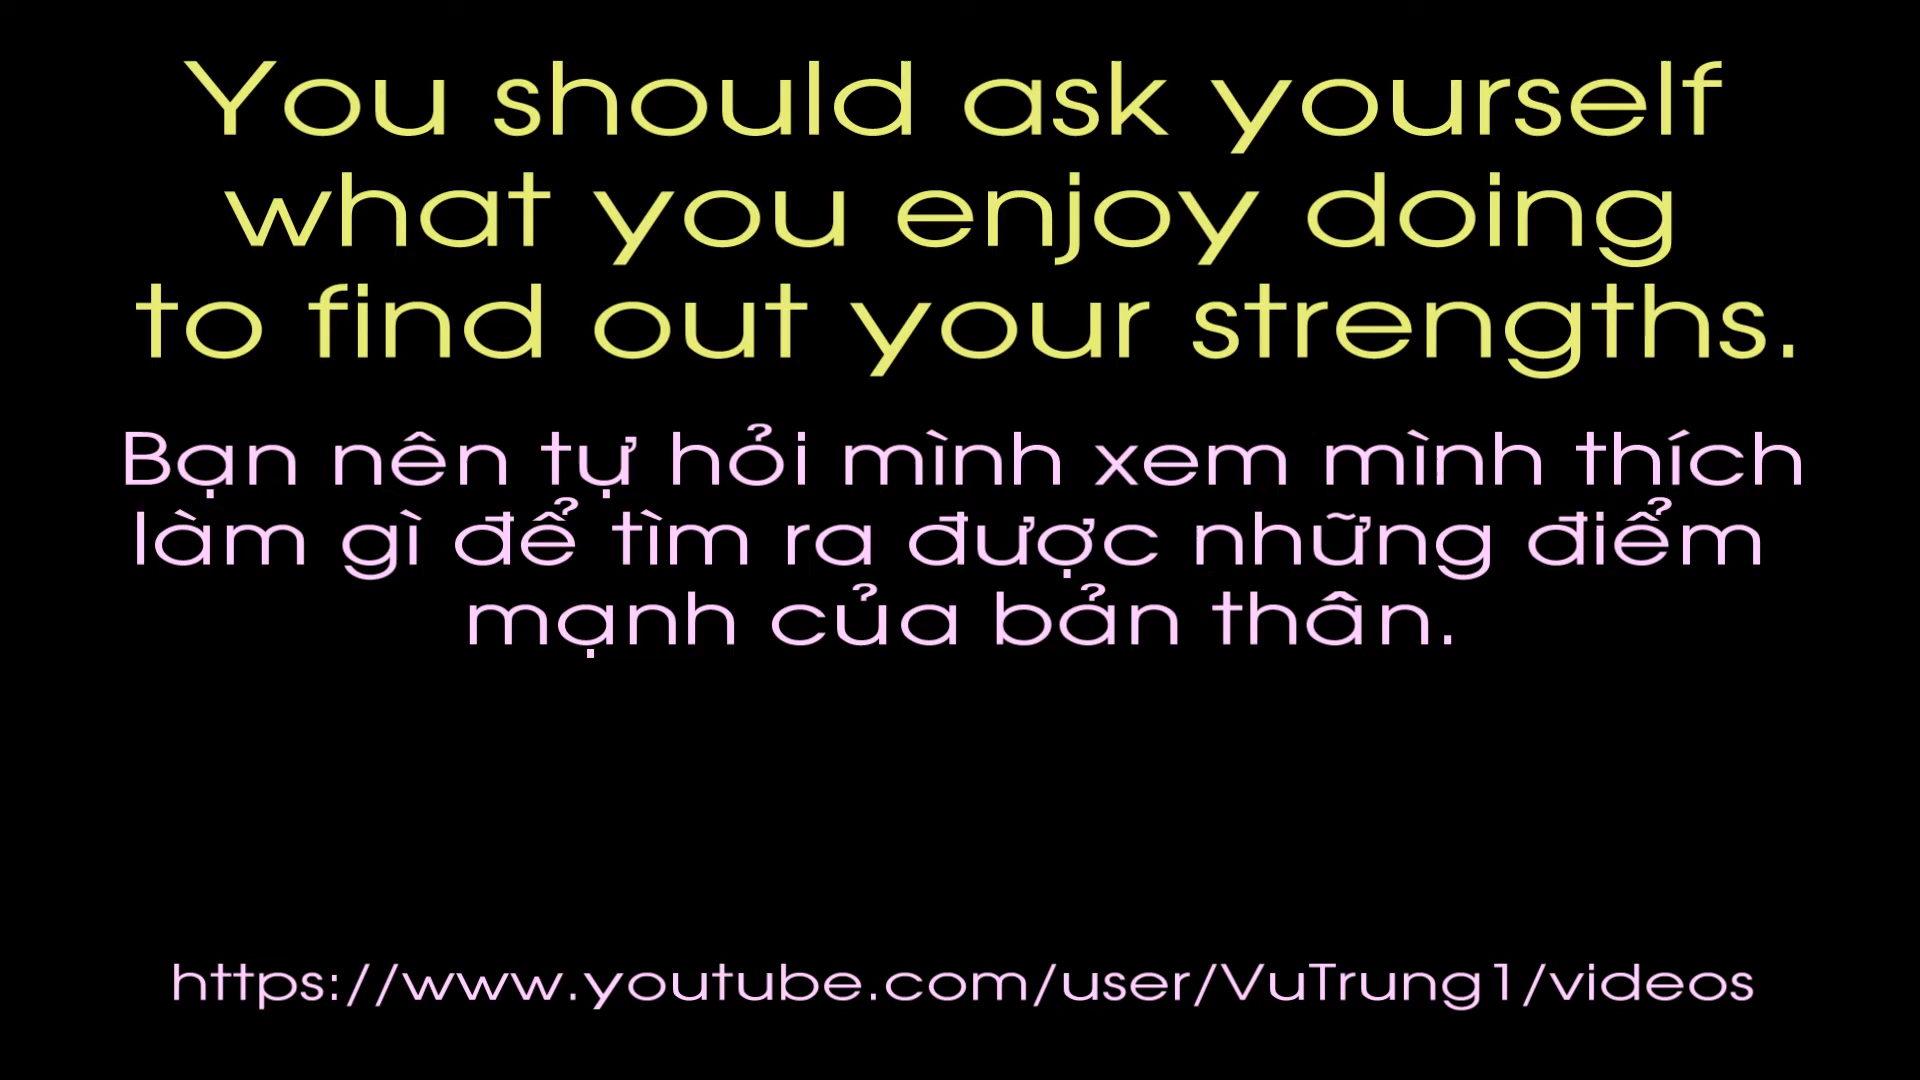 You should ask yourself
what you enjoy doing
to find out your strengths.
Bạn nên tự hỏi mình xem mình thích
làm gì để tìm ra được những điểm
mạnh của bản thân.
https://www.youtube.com/user/VuTrung1/videos